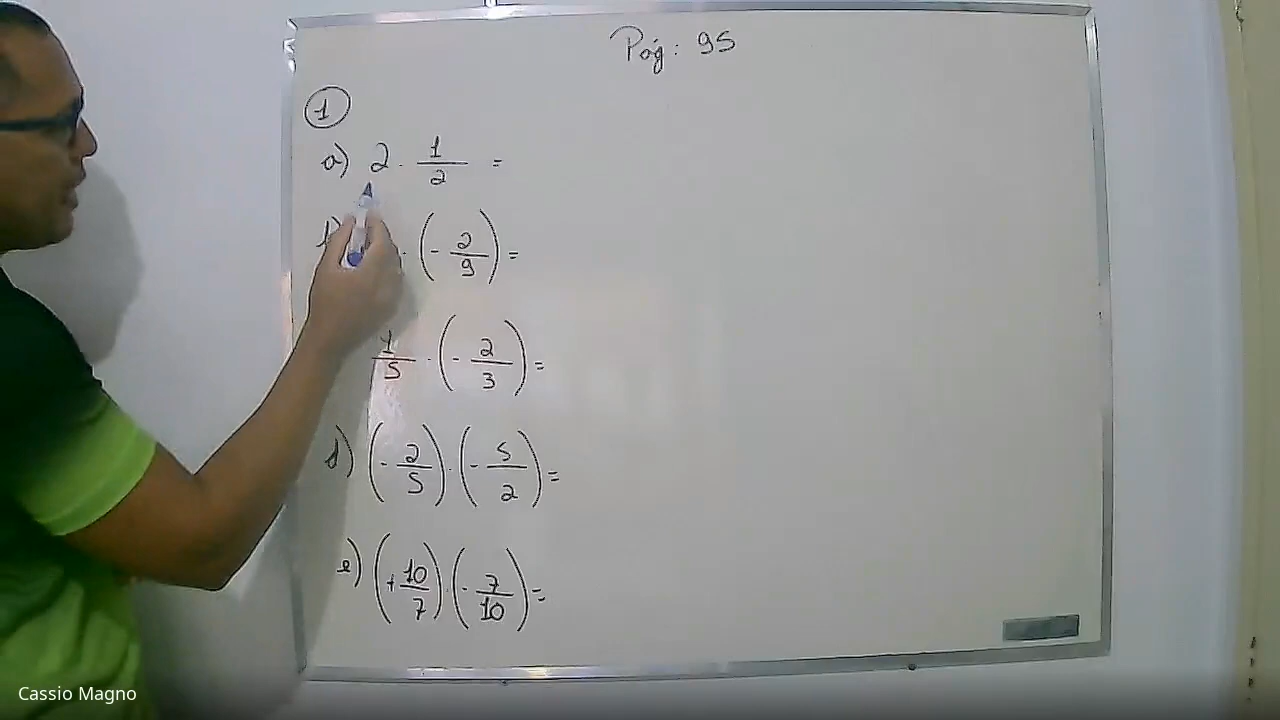 Pág: 95
1
a) 2 . 1/2 =
. (- 2/9) =
1/5 . (- 2/3) =
d) (- 2/5) . (- 5/2) =
e) (+ 10/7) (- 7/10) =
Cassio Magno